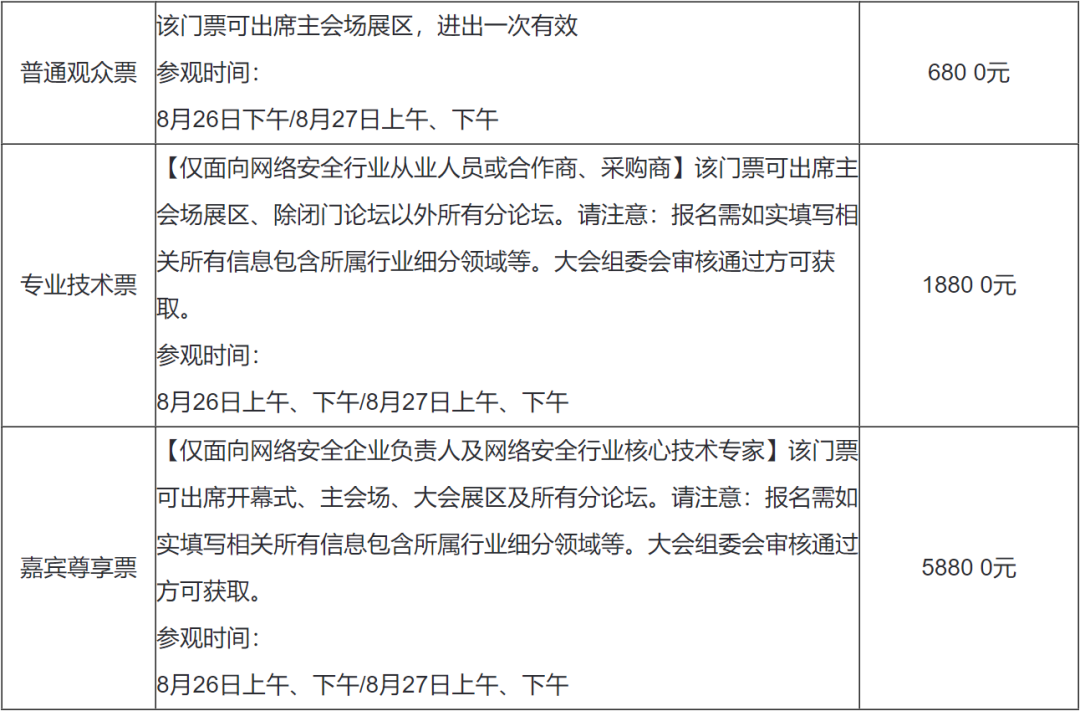 普通观众票
该门票可出席主会场展区，进出一次有效
参观时间：
8月26日下午/8月27日上午、下午
680 0元
专业技术票
【仅面向网络安全行业从业人员或合作商、采购商】该门票可出席主
会场展区、除闭门论坛以外所有分论坛。请注意：报名需如实填写相
关所有信息包含所属行业细分领域等。大会组委会审核通过方可获
取。
参观时间：
8月26日上午、下午/8月27日上午、下午
1880 0元
嘉宾尊享票
【仅面向网络安全企业负责人及网络安全行业核心技术专家】该门票
可出席开幕式、主会场、大会展区及所有分论坛。请注意：报名需如
实填写相关所有信息包含所属行业细分领域等。大会组委会审核通过
方可获取。
参观时间：
8月26日上午、下午/8月27日上午、下午
5880 0元